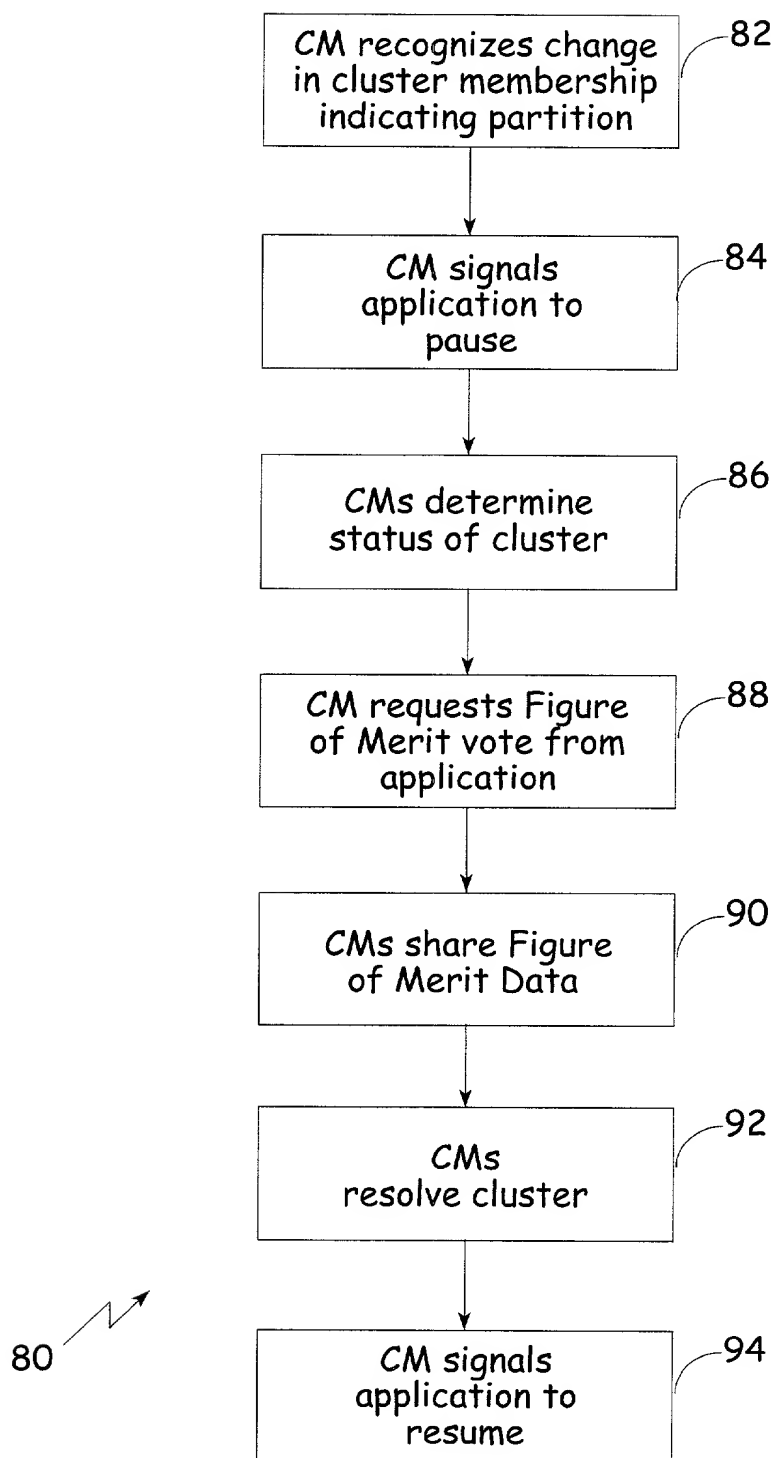 CM recognizes change
in cluster membership
indicating partition
82
CM signals
application to
pause
84
CMs determine
status of cluster
86
CM requests Figure
of Merit vote from
application
88
CMs share Figure
of Merit Data
90
CMs
resolve cluster
92
CM signals
application to
resume
94
80